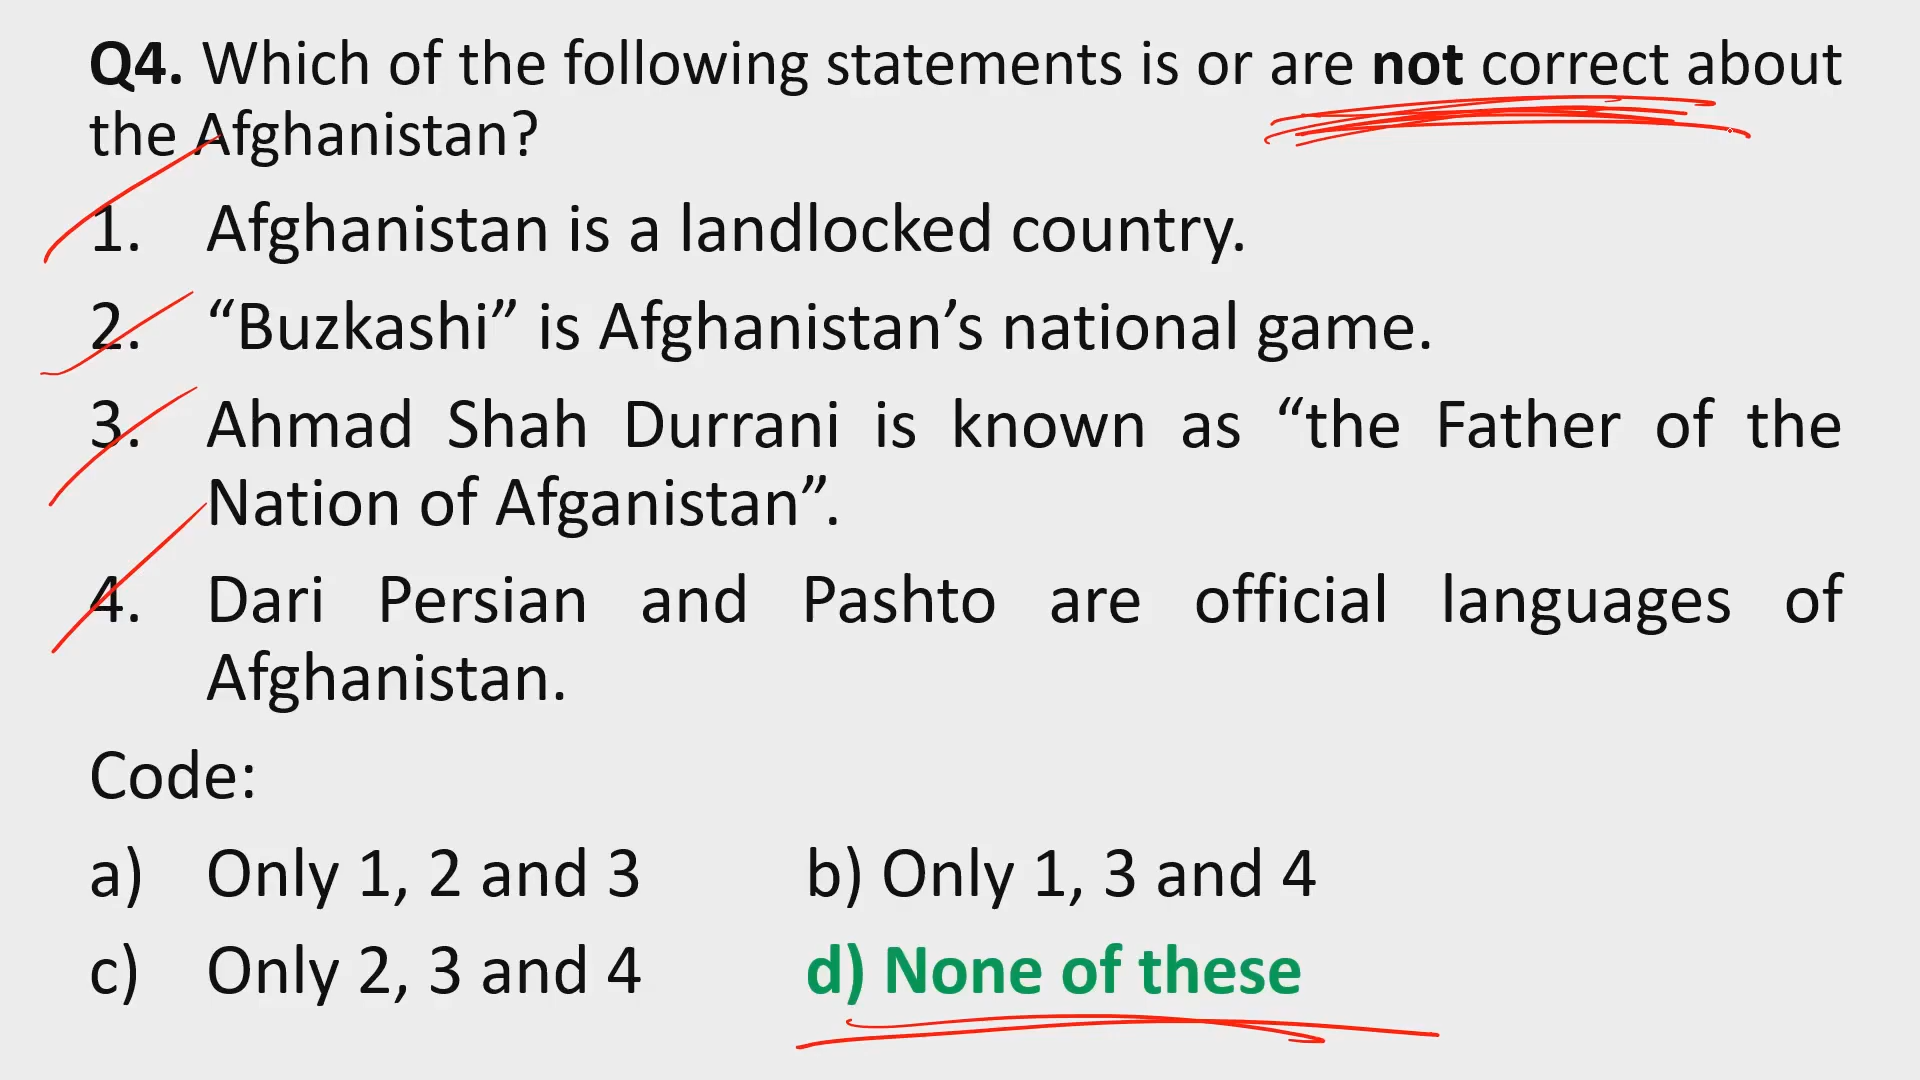 Q4. Which of the following statements is or are not correct about
the Afghanistan?
1. Afghanistan is a landlocked country.
2. “Buzkashi” is Afghanistan’s national game.
3. Ahmad Shah Durrani is known as “the Father of the
Nation of Afganistan”.
4. Dari Persian and Pashto are official languages of
Afghanistan.
Code:
a) Only 1, 2 and 3 b) Only 1, 3 and 4
c) Only 2, 3 and 4 d) None of these